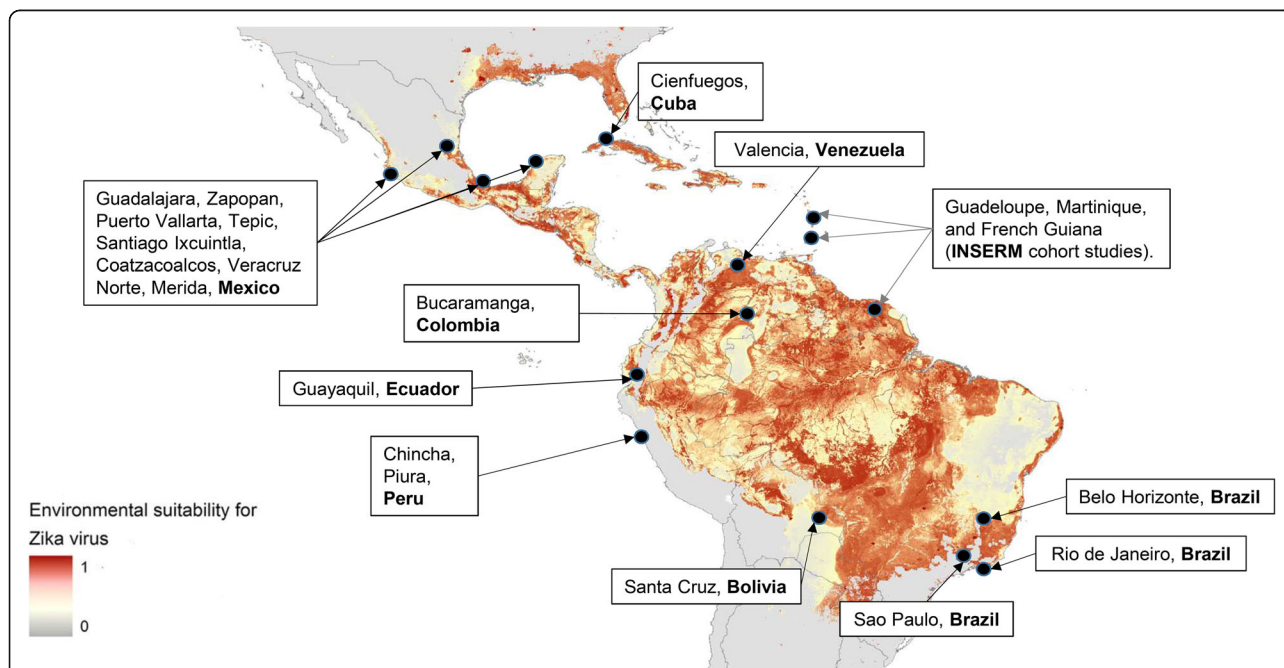 Cienfuegos,
Cuba
Valencia, Venezuela
Guadalajara, Zapopan,
Puerto Vallarta, Tepic,
Santiago Ixcuintla,
Coatzacoalcos, Veracruz
Norte, Merida, Mexico
Guadeloupe, Martinique,
and French Guiana
(INSERM cohort studies).
Bucaramanga,
Colombia
Guayaquil, Ecuador
Chincha,
Piura,
Peru
Belo Horizonte, Brazil
Rio de Janeiro, Brazil
Santa Cruz, Bolivia
Sao Paulo, Brazil
Environmental suitability for
Zika virus
1
0